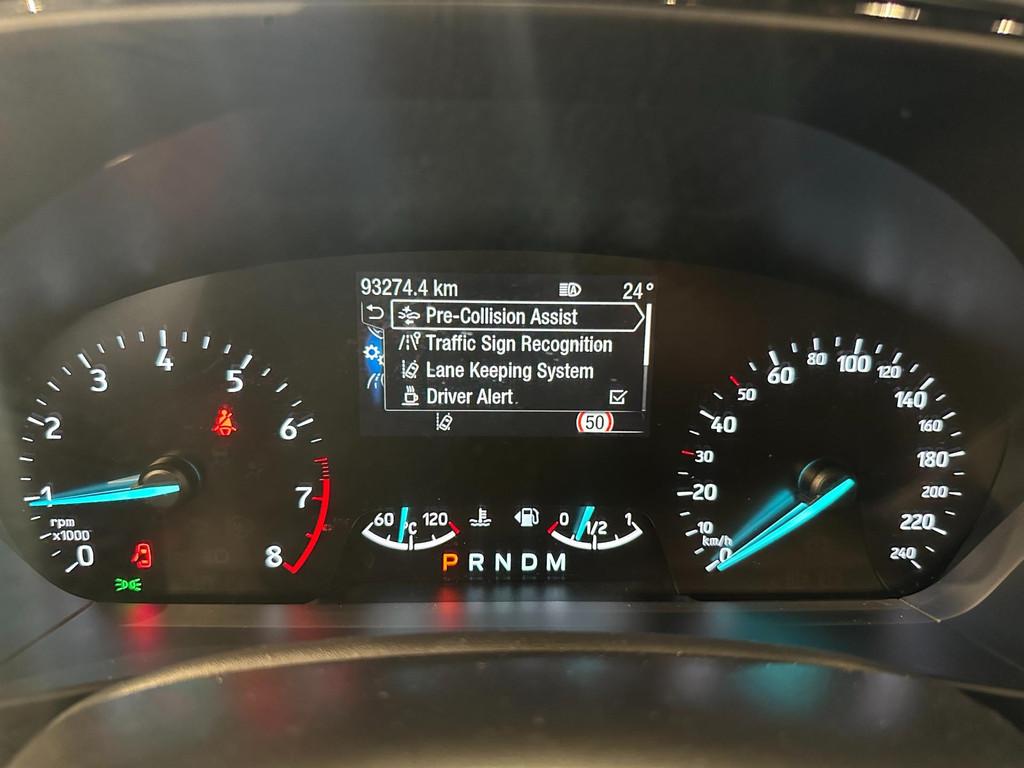 93274.4 km 24°
Pre-Collision Assist
Traffic Sign Recognition
Lane Keeping System
Driver Alert
50
0 1 2 3 4 5 6 7 8
rpm
x1000
60 °C 120
0 1/2 1
P R N D M
0 10 20 30 40 50 60 80 100 120 140 160 180 200 220 240
km/h